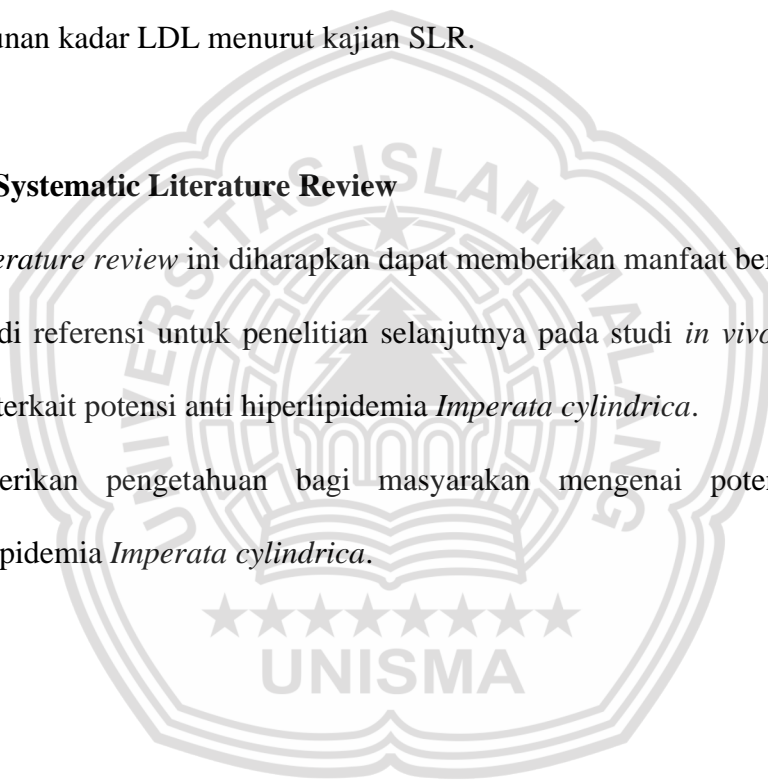 unan kadar LDL menurut kajian SLR.
Systematic Literature Review
erature review ini diharapkan dapat memberikan manfaat ber
di referensi untuk penelitian selanjutnya pada studi in vivo
terkait potensi anti hiperlipidemia Imperata cylindrica.
erikan pengetahuan bagi masyarakan mengenai poter
pidemia Imperata cylindrica.
UNIVERSITAS ISLAM MALANG
UNISMA